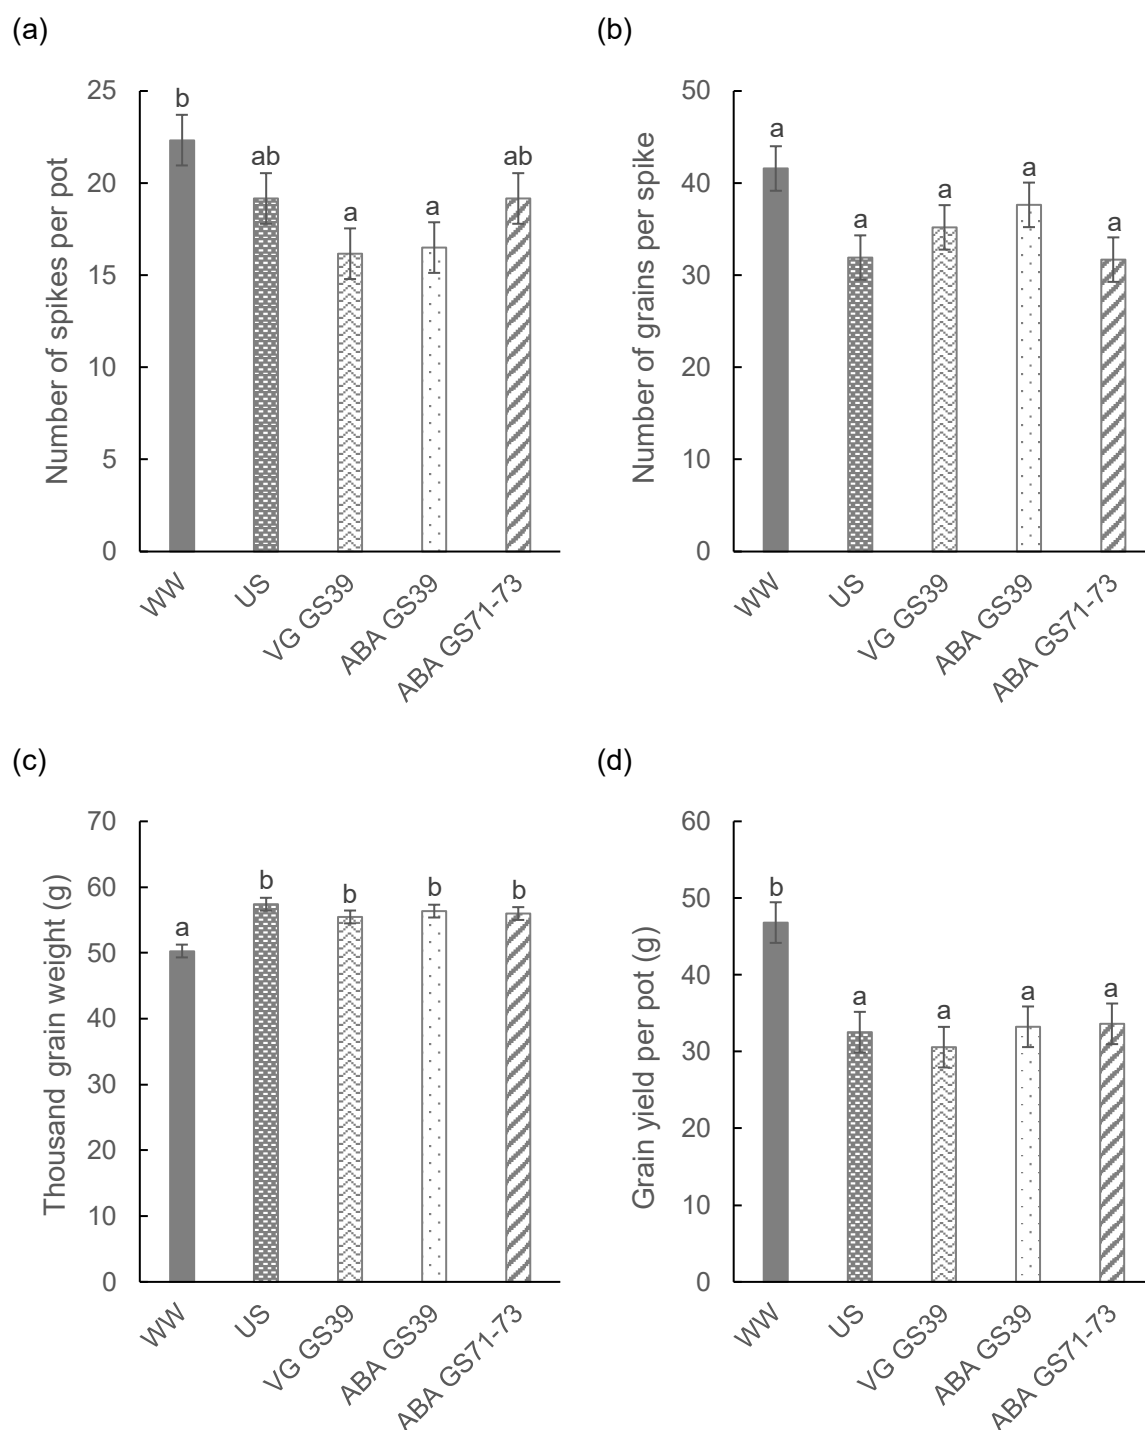 (a)
Number of spikes per pot
25
20
15
10
5
0
b
ab
a
a
ab
WW
US
VG GS39
ABA GS39
ABA GS71-73
(b)
Number of grains per spike
50
40
30
20
10
0
a
a
a
a
a
WW
US
VG GS39
ABA GS39
ABA GS71-73
(c)
Thousand grain weight (g)
70
60
50
40
30
20
10
0
a
b
b
b
b
WW
US
VG GS39
ABA GS39
ABA GS71-73
(d)
Grain yield per pot (g)
60
50
40
30
20
10
0
b
a
a
a
a
WW
US
VG GS39
ABA GS39
ABA GS71-73